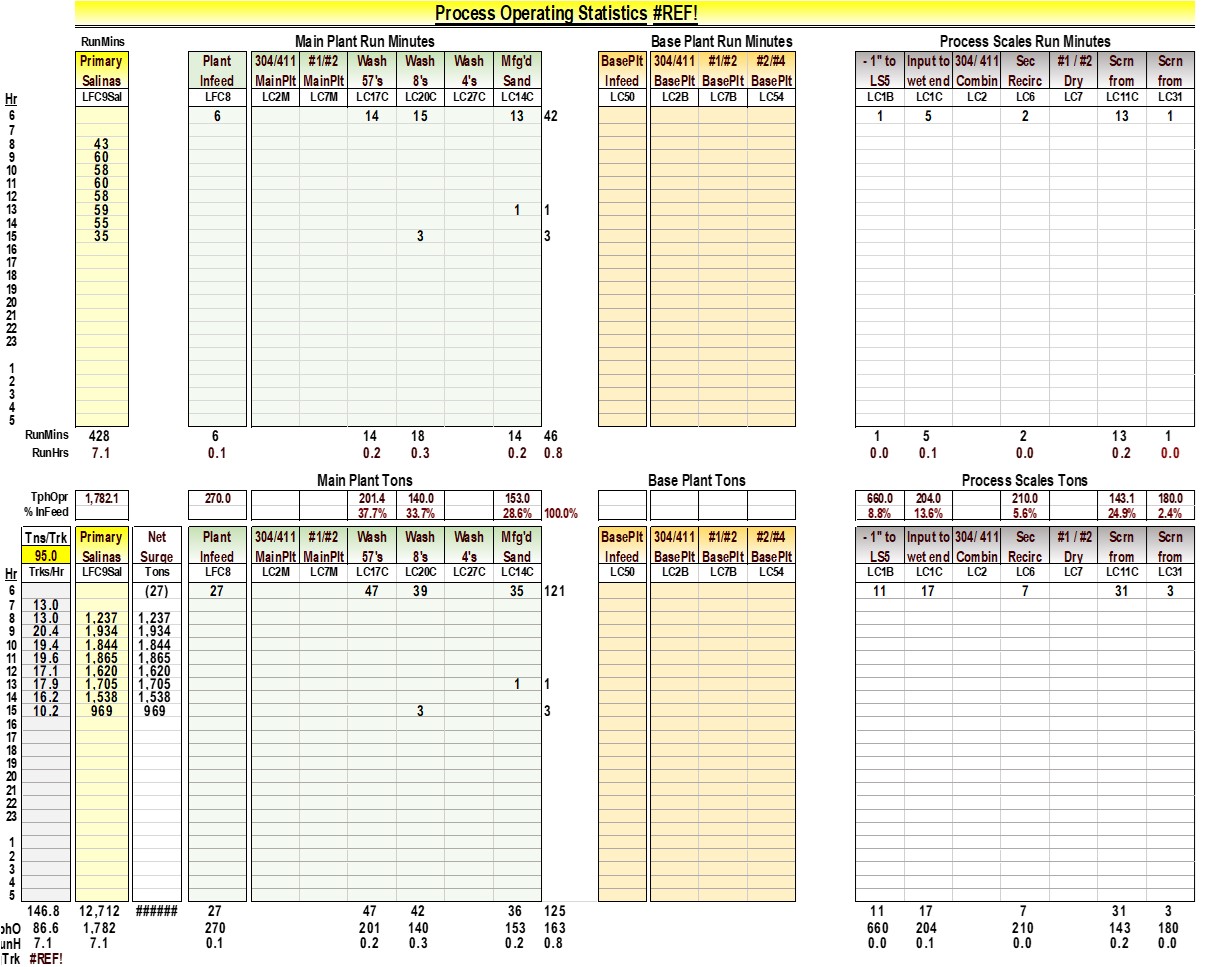 Process Operating Statistics #REF!
RunMins Main Plant Run Minutes Base Plant Run Minutes Process Scales Run Minutes
Primary Plant 304/411 #1/#2 Wash Wash Wash Mfg'd BasePlt 304/411 #1/#2 #2/#4 - 1" to Input to 304/ 411 Sec #1 / #2 Scrn Scrn
Salinas Infeed MainPlt MainPlt 57's 8's 4's Sand Infeed BasePlt BasePlt BasePlt LS5 wet end Combin Recirc Dry from from
Hr LFC9Sal LFC8 LC2M LC7M LC17C LC20C LC27C LC14C LC50 LC2B LC7B LC54 LC1B LC1C LC2 LC6 LC7 LC11C LC31
6 6 14 15 13 42 1 5 2 13 1
7
8 43
9 60
10 58
11 60
12 58
13 59 1 1
14 55
15 35 3 3
16
17
18
19
20
21
22
23
1
2
3
4
5
RunMins 428 6 14 18 14 46 1 5 2 13 1
RunHrs 7.1 0.1 0.2 0.3 0.2 0.8 0.0 0.1 0.0 0.2 0.0
Main Plant Tons Base Plant Tons Process Scales Tons
TphOpr 1,782.1 270.0 201.4 140.0 153.0 660.0 204.0 210.0 143.1 180.0
% InFeed 37.7% 33.7% 28.6% 100.0% 8.8% 13.6% 5.6% 24.9% 2.4%
Tns/Trk Primary Net Plant 304/411 #1/#2 Wash Wash Wash Mfg'd BasePlt 304/411 #1/#2 #2/#4 - 1" to Input to 304/ 411 Sec #1 / #2 Scrn Scrn
95.0 Salinas Surge Infeed MainPlt MainPlt 57's 8's 4's Sand Infeed BasePlt BasePlt BasePlt LS5 wet end Combin Recirc Dry from from
Hr Trks/Hr LFC9Sal Tons LFC8 LC2M LC7M LC17C LC20C LC27C LC14C LC50 LC2B LC7B LC54 LC1B LC1C LC2 LC6 LC7 LC11C LC31
6 (27) 27 47 39 35 121 11 17 7 31 3
7 13.0
8 13.0 1,237 1,237
9 20.4 1,934 1,934
10 19.4 1,844 1,844
11 19.6 1,865 1,865
12 17.1 1,620 1,620
13 17.9 1,705 1,705 1 1
14 16.2 1,538 1,538
15 10.2 969 969 3 3
16
17
18
19
20
21
22
23
1
2
3
4
5
146.8 12,712 ###### 27 47 42 36 125 11 17 7 31 3
phO 86.6 1,782 270 201 140 153 163 660 204 210 143 180
unH 7.1 7.1 0.1 0.2 0.3 0.2 0.8 0.0 0.1 0.0 0.2 0.0
Trk #REF!